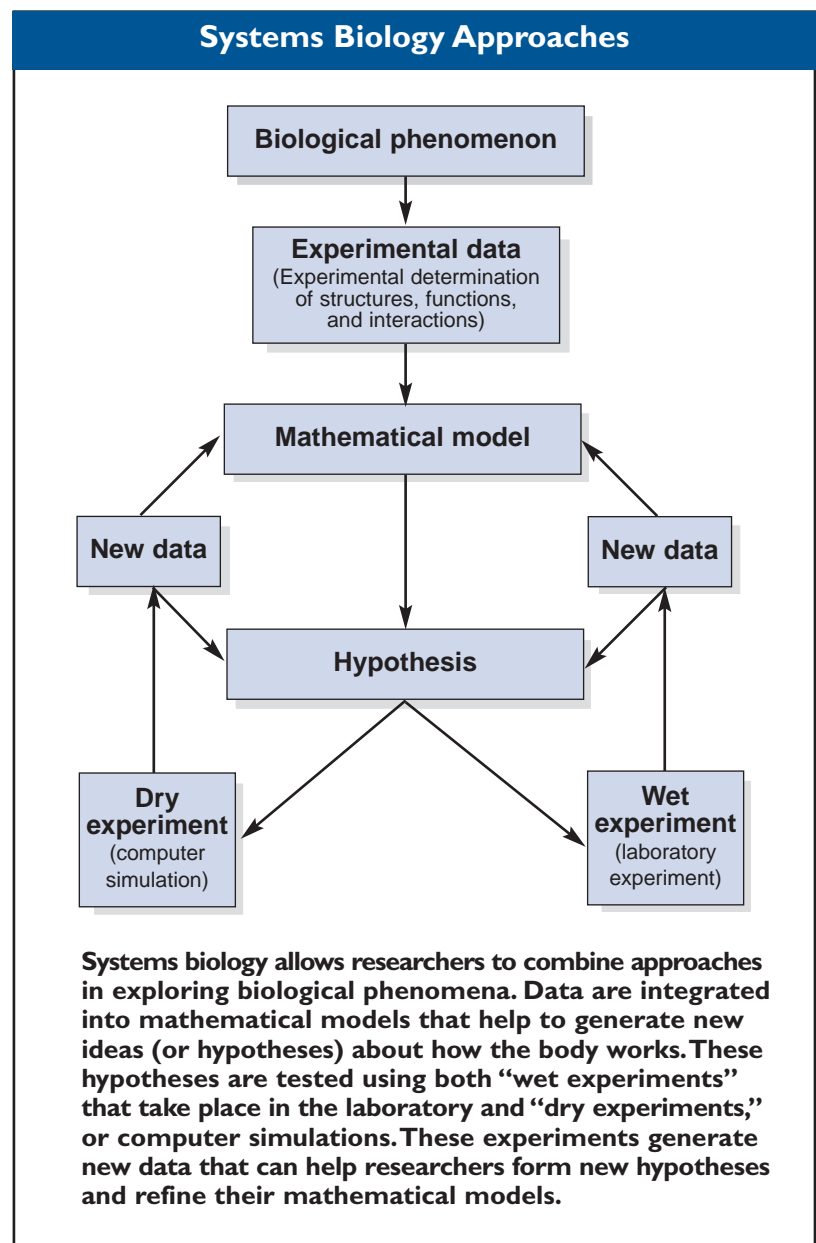 Systems Biology Approaches
Biological phenomenon
Experimental data
(Experimental determination
of structures, functions,
and interactions)
Mathematical model
New data
New data
Hypothesis
Dry
experiment
(computer
simulation)
Wet
experiment
(laboratory
experiment)
Systems biology allows researchers to combine approaches
in exploring biological phenomena. Data are integrated
into mathematical models that help to generate new
ideas (or hypotheses) about how the body works. These
hypotheses are tested using both “wet experiments”
that take place in the laboratory and “dry experiments,”
or computer simulations. These experiments generate
new data that can help researchers form new hypotheses
and refine their mathematical models.